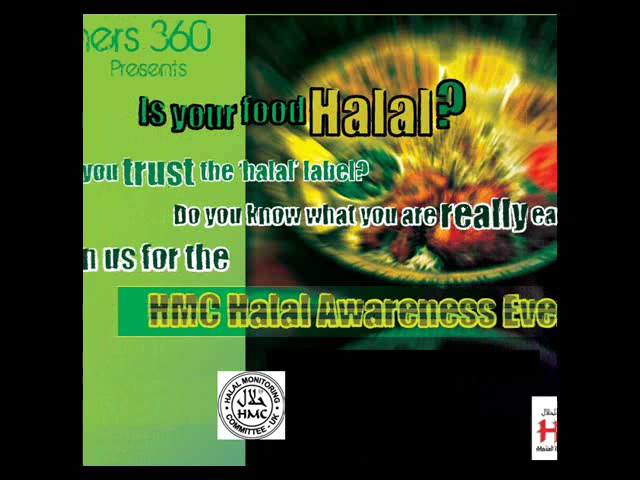 ners 360
Presents
Is your food Halal?
you trust the 'halal' label?
Do you know what you are really ea
n us for the
HMC Halal Awareness Eve
HALAL MONITORING
حلال
HMC
COMMITTEE - UK
H